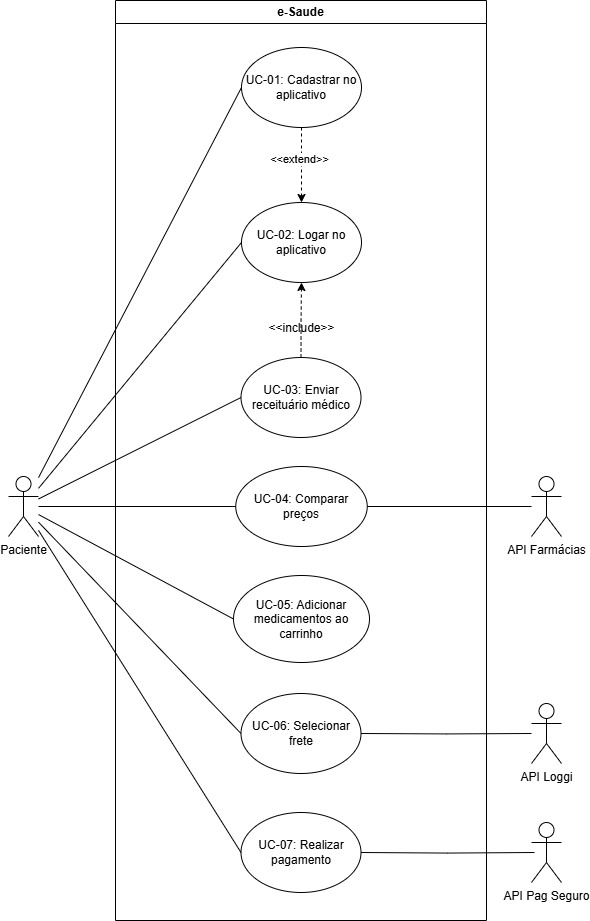 e-Saude
UC-01: Cadastrar no
aplicativo
<<extend>>
UC-02: Logar no
aplicativo
<<include>>
UC-03: Enviar
receituário médico
UC-04: Comparar
preços
Paciente
API Farmácias
UC-05: Adicionar
medicamentos ao
carrinho
UC-06: Selecionar
frete
API Loggi
UC-07: Realizar
pagamento
API Pag Seguro